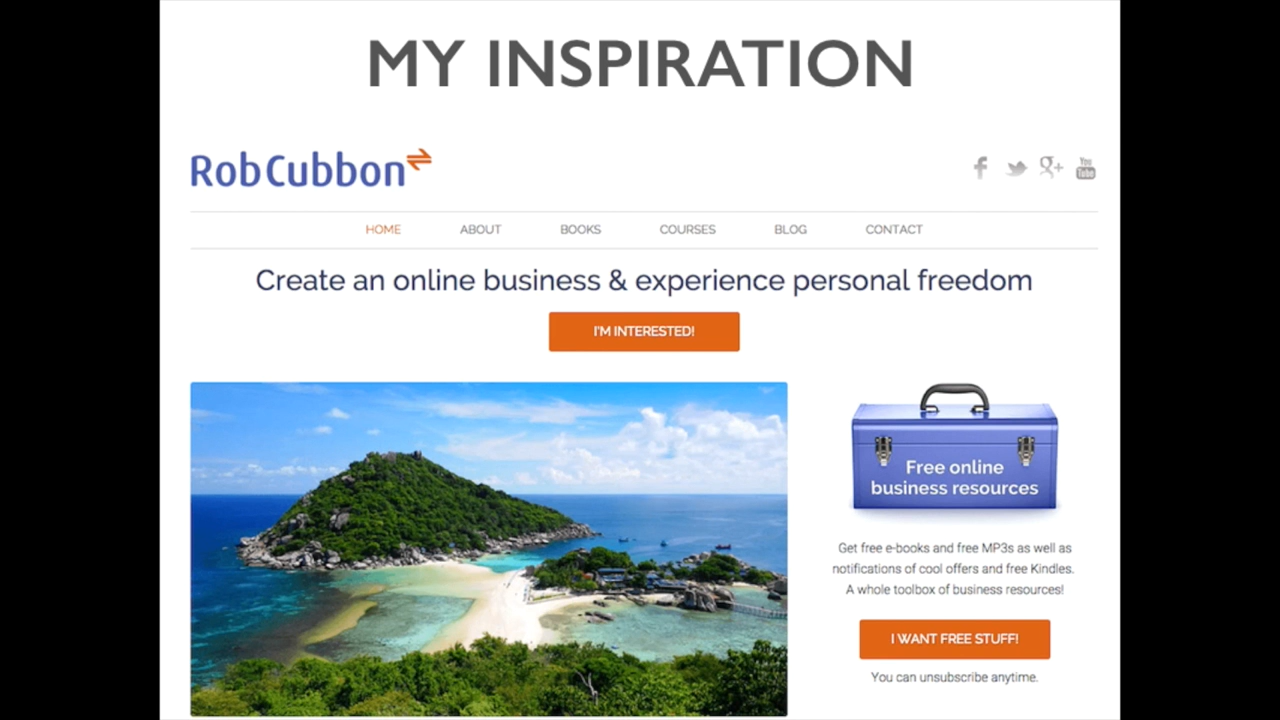 MY INSPIRATION
RobCubbon
You
Tube
HOME ABOUT BOOKS COURSES BLOG CONTACT
Create an online business & experience personal freedom
I'M INTERESTED!
Free online
business resources
Get free e-books and free MP3s as well as
notifications of cool offers and free Kindles.
A whole toolbox of business resources!
I WANT FREE STUFF!
You can unsubscribe anytime.